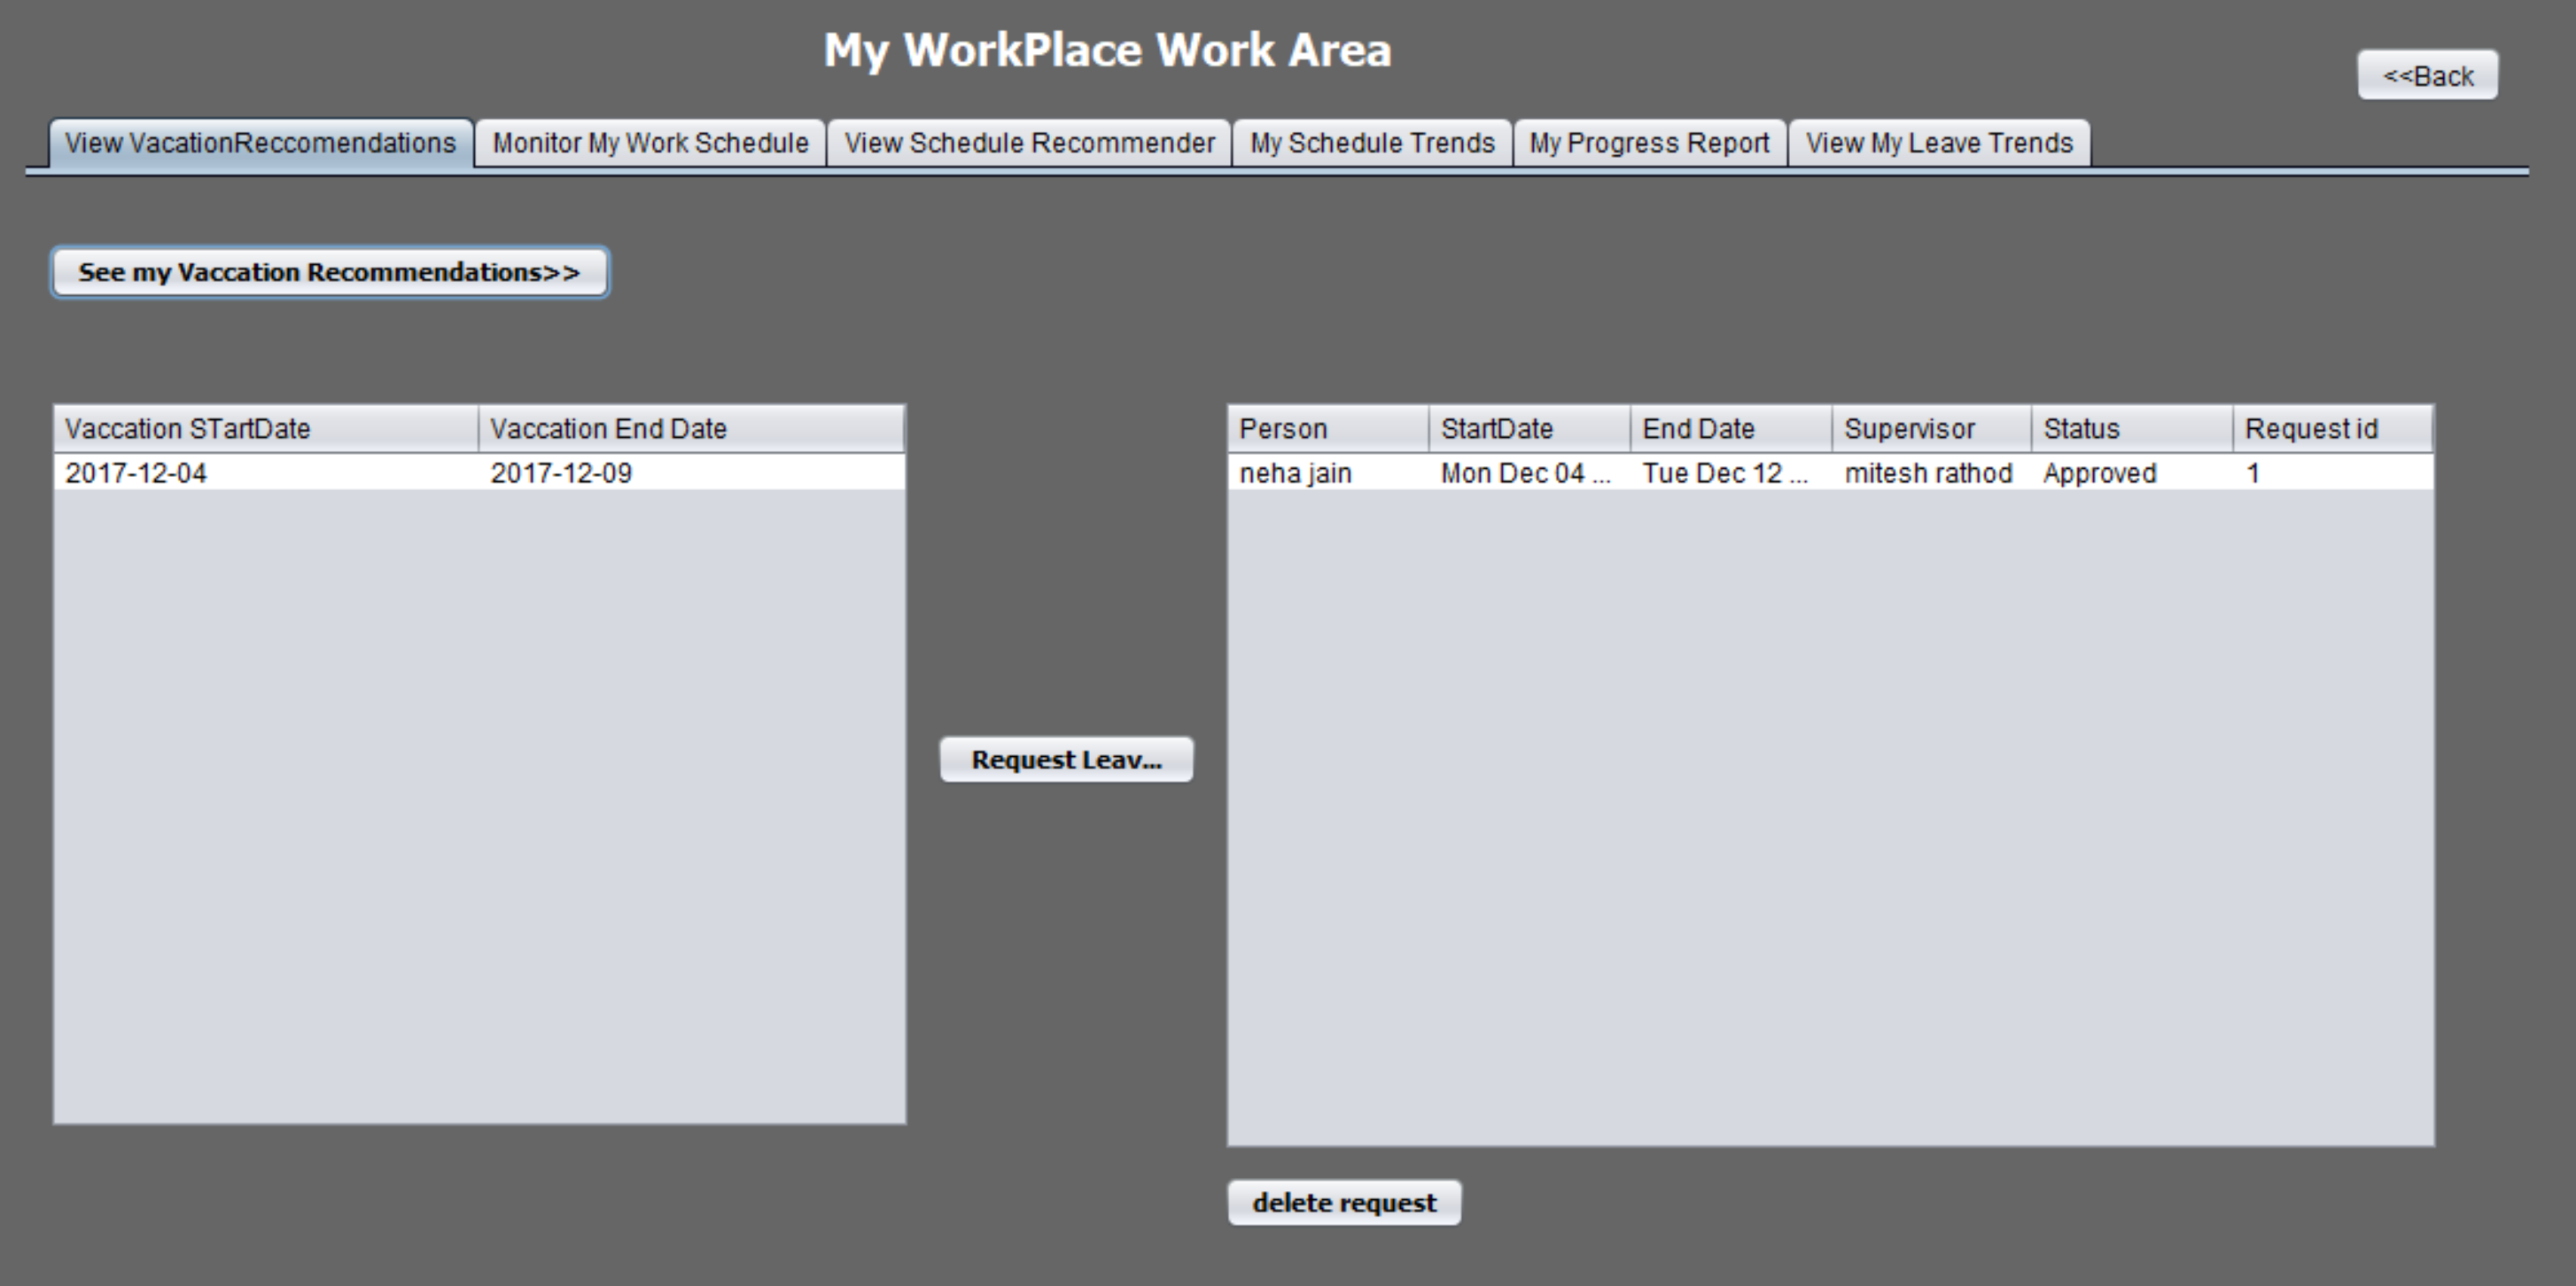 My WorkPlace Work Area
<<Back
View VacationReccomendations Monitor My Work Schedule View Schedule Recommender My Schedule Trends My Progress Report View My Leave Trends
See my Vaccation Recommendations>>
Vaccation STartDate Vaccation End Date
2017-12-04 2017-12-09
Request Leav...
Person StartDate End Date Supervisor Status Request id
neha jain Mon Dec 04 ... Tue Dec 12 ... mitesh rathod Approved 1
delete request